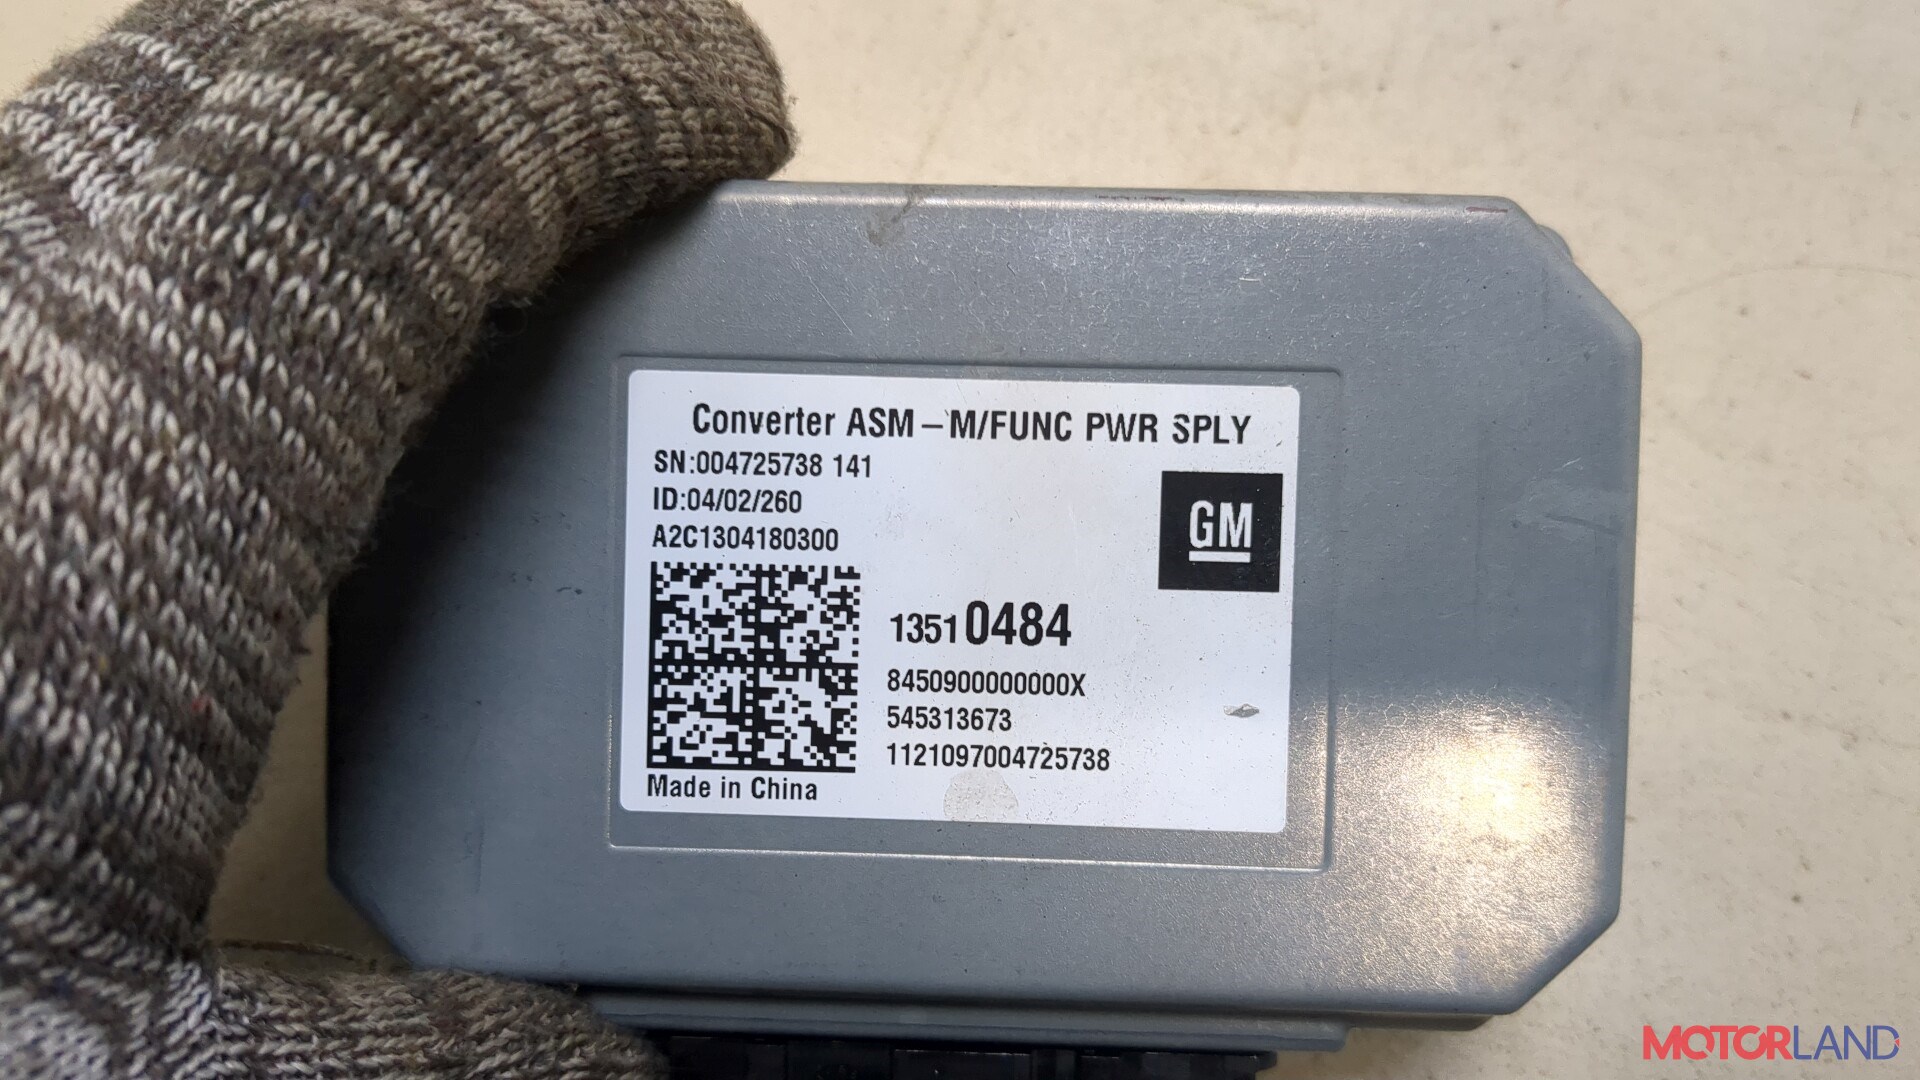 Converter ASM – M/FUNC PWR SPLY
SN:004725738 141
ID:04/02/260
A2C1304180300
GM
13510484
8450900000000X
545313673
1121097004725738
Made in China
MOTORLAND